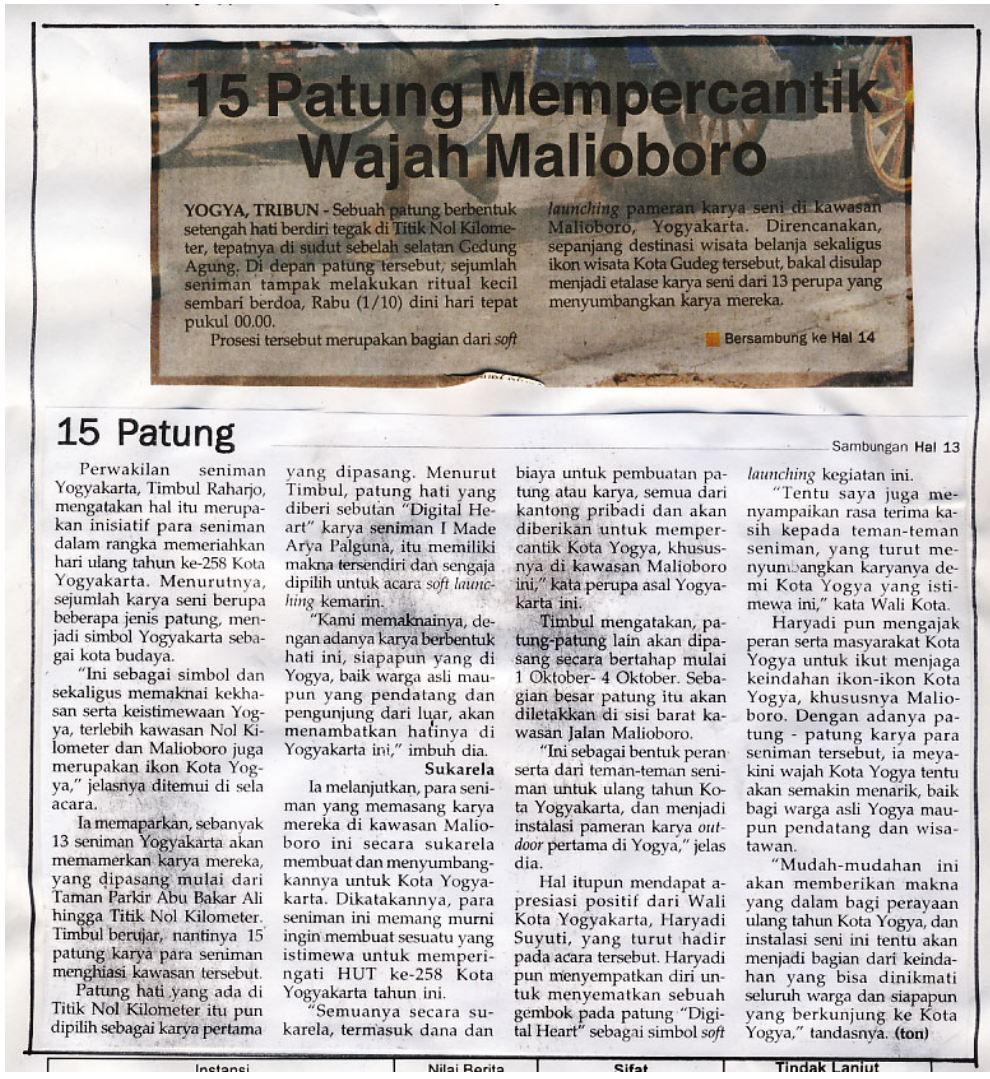 15 Patung Mempercantik
Wajah Malioboro
YOGYA, TRIBUN - Sebuah patung berbentuk
setengah hati berdiri tegak di Titik Nol Kilome-
ter, tepatnya di sudut sebelah selatan Gedung
Agung. Di depan patung tersebut, sejumlah
seniman tampak melakukan ritual kecil
sembari berdoa, Rabu (1/10) dini hari tepat
pukul 00.00.
Prosesi tersebut merupakan bagian dari soft
launching pameran karya seni di kawasan
Malioboro, Yogyakarta. Direncanakan,
sepanjang destinasi wisata belanja sekaligus
ikon wisata Kota Gudeg tersebut, bakal disulap
menjadi etalase karya seni dari 13 perupa yang
menyumbangkan karya mereka.
Bersambung ke Hal 14
15 Patung
Sambungan Hal 13
Perwakilan seniman
Yogyakarta, Timbul Raharjo,
mengatakan hal itu merupa-
kan inisiatif para seniman
dalam rangka memeriahkan
hari ulang tahun ke-258 Kota
Yogyakarta. Menurutnya,
sejumlah karya seni berupa
beberapa jenis patung, men-
jadi simbol Yogyakarta seba-
gai kota budaya.
"Ini sebagai simbol dan
sekaligus memaknai kekha-
san serta keistimewaan Yog-
ya, terlebih kawasan Nol Ki-
lometer dan Malioboro juga
merupakan ikon Kota Yog-
ya," jelasnya ditemui di sela
acara.
Ia memaparkan, sebanyak
13 seniman Yogyakarta akan
memamerkan karya mereka,
yang dipasang mulai dari
Taman Parkir Abu Bakar Ali
hingga Titik Nol Kilometer.
Timbul berujar, nantinya 15
patung karya para seniman
menghiasi kawasan tersebut.
Patung hati yang ada di
Titik Nol Kilometer itu pun
dipilih sebagai karya pertama
yang dipasang. Menurut
Timbul, patung hati yang
diberi sebutan "Digital He-
art" karya seniman I Made
Arya Palguna, itu memiliki
makna tersendiri dan sengaja
dipilih untuk acara soft launc-
hing kemarin.
"Kami memaknainya, de-
ngan adanya karya berbentuk
hati ini, siapapun yang di
Yogya, baik warga asli mau-
pun yang pendatang dan
pengunjung dari luar, akan
menambatkan hatinya di
Yogyakarta ini," imbuh dia.
Sukarela
Ia melanjutkan, para seni-
man yang memasang karya
mereka di kawasan Malio-
boro ini secara sukarela
membuat dan menyumbang-
kannya untuk Kota Yogya-
karta. Dikatakannya, para
seniman ini memang murni
ingin membuat sesuatu yang
istimewa untuk memperi-
ngati HUT ke-258 Kota
Yogyakarta tahun ini.
"Semuanya secara su-
karela, termasuk dana dan
biaya untuk pembuatan pa-
tung atau karya, semua dari
kantong pribadi dan akan
diberikan untuk memper-
cantik Kota Yogya, khusus-
nya di kawasan Malioboro
ini," kata perupa asal Yogya-
karta ini.
Timbul mengatakan, pa-
tung-patung lain akan dipa-
sang secara bertahap mulai
1 Oktober- 4 Oktober. Seba-
gian besar patung itu akan
diletakkan di sisi barat ka-
wasan Jalan Malioboro.
"Ini sebagai bentuk peran
serta dari teman-teman seni-
man untuk ulang tahun Ko-
ta Yogyakarta, dan menjadi
instalasi pameran karya out-
door pertama di Yogya," jelas
dia.
Hal itupun mendapat a-
presiasi positif dari Wali
Kota Yogyakarta, Haryadi
Suyuti, yang turut hadir
pada acara tersebut. Haryadi
pun menyempatkan diri un-
tuk menyematkan sebuah
gembok pada patung "Digi-
tal Heart" sebagai simbol soft
launching kegiatan ini.
"Tentu saya juga me-
nyampaikan rasa terima ka-
sih kepada teman-teman
seniman, yang turut me-
nyumbangkan karyanya de-
mi Kota Yogya yang isti-
mewa ini," kata Wali Kota.
Haryadi pun mengajak
peran serta masyarakat Kota
Yogya untuk ikut menjaga
keindahan ikon-ikon Kota
Yogya, khususnya Malio-
boro. Dengan adanya pa-
tung - patung karya para
seniman tersebut, ia meya-
kini wajah Kota Yogya tentu
akan semakin menarik, baik
bagi warga asli Yogya mau-
pun pendatang dan wisa-
tawan.
"Mudah-mudahan ini
akan memberikan makna
yang dalam bagi perayaan
ulang tahun Kota Yogya, dan
instalasi seni ini tentu akan
menjadi bagian dari keinda-
han yang bisa dinikmati
seluruh warga dan siapapun
yang berkunjung ke Kota
Yogya," tandasnya. (ton)
Instansi
Nilai Berita
Sifat
Tindak Lanjut